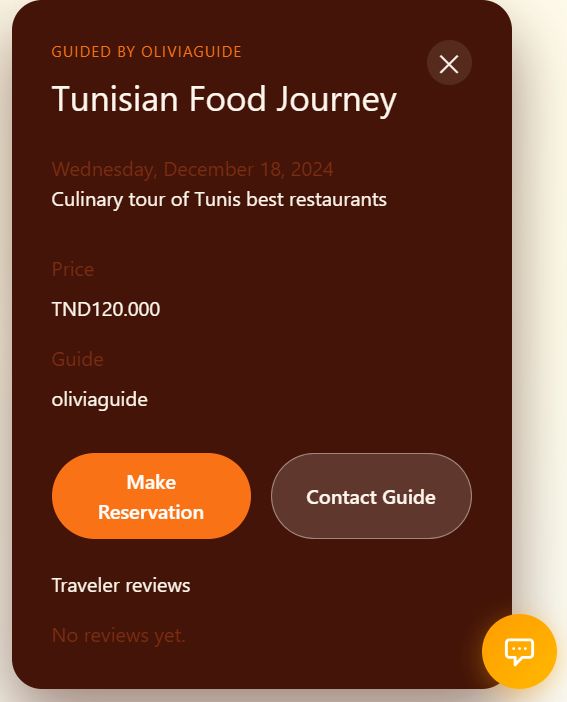 GUIDED BY OLIVIAGUIDE
Tunisian Food Journey
Wednesday, December 18, 2024
Culinary tour of Tunis best restaurants
Price
TND120.000
Guide
oliviaguide
Make
Reservation
Contact Guide
Traveler reviews
No reviews yet.